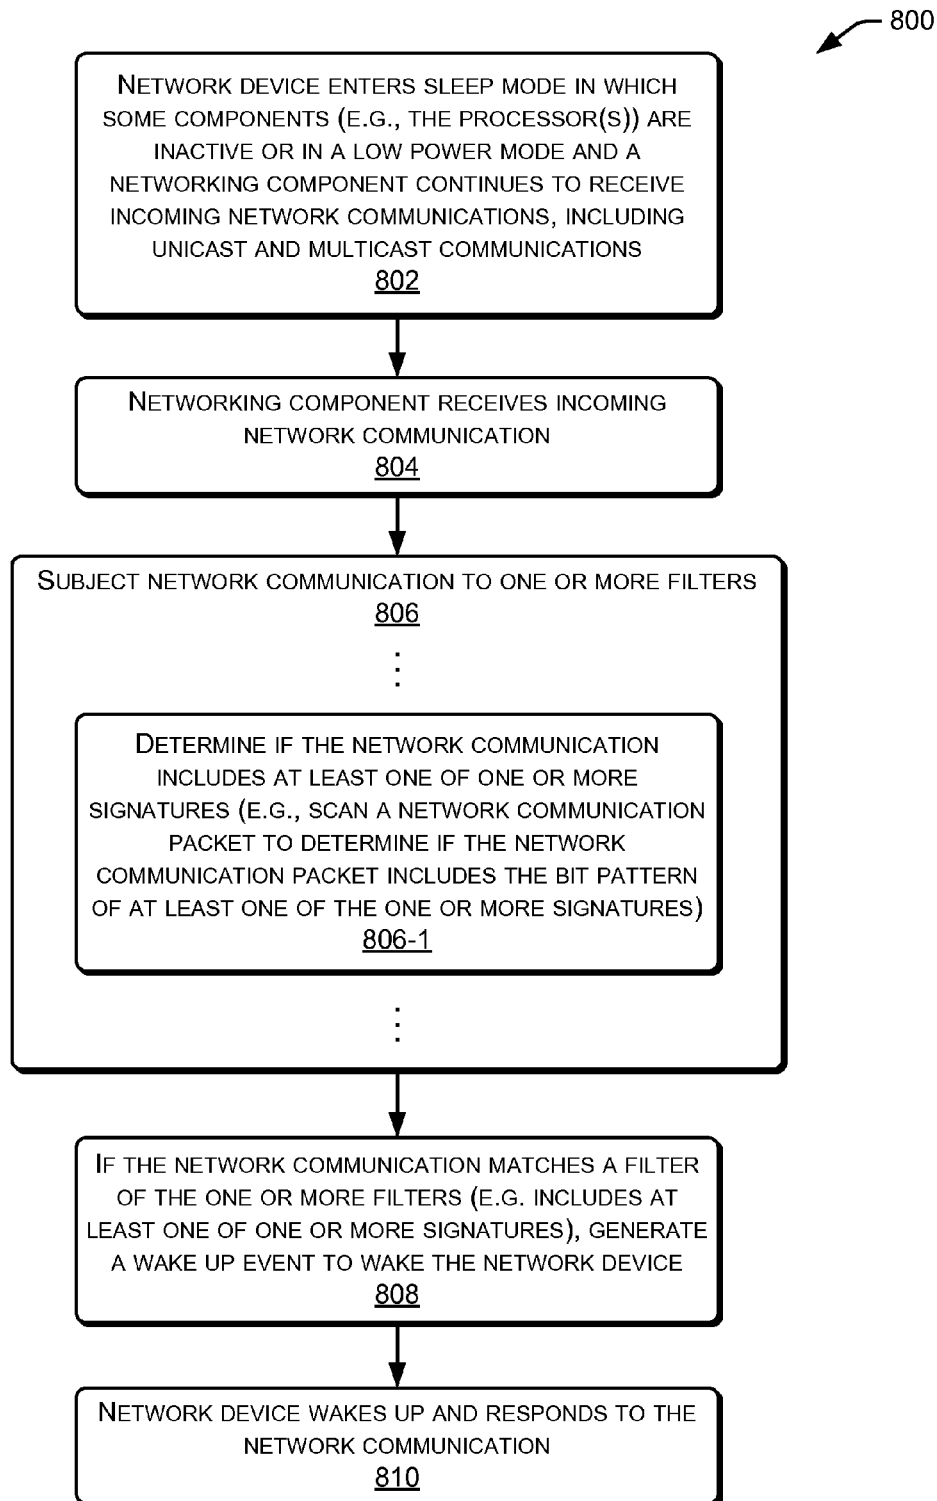 800
NETWORK DEVICE ENTERS SLEEP MODE IN WHICH
SOME COMPONENTS (E.G., THE PROCESSOR(S)) ARE
INACTIVE OR IN A LOW POWER MODE AND A
NETWORKING COMPONENT CONTINUES TO RECEIVE
INCOMING NETWORK COMMUNICATIONS, INCLUDING
UNICAST AND MULTICAST COMMUNICATIONS
802
NETWORKING COMPONENT RECEIVES INCOMING
NETWORK COMMUNICATION
804
SUBJECT NETWORK COMMUNICATION TO ONE OR MORE FILTERS
806
DETERMINE IF THE NETWORK COMMUNICATION
INCLUDES AT LEAST ONE OF ONE OR MORE
SIGNATURES (E.G., SCAN A NETWORK COMMUNICATION
PACKET TO DETERMINE IF THE NETWORK
COMMUNICATION PACKET INCLUDES THE BIT PATTERN
OF AT LEAST ONE OF THE ONE OR MORE SIGNATURES)
806-1
IF THE NETWORK COMMUNICATION MATCHES A FILTER
OF THE ONE OR MORE FILTERS (E.G. INCLUDES AT
LEAST ONE OF ONE OR MORE SIGNATURES), GENERATE
A WAKE UP EVENT TO WAKE THE NETWORK DEVICE
808
NETWORK DEVICE WAKES UP AND RESPONDS TO THE
NETWORK COMMUNICATION
810